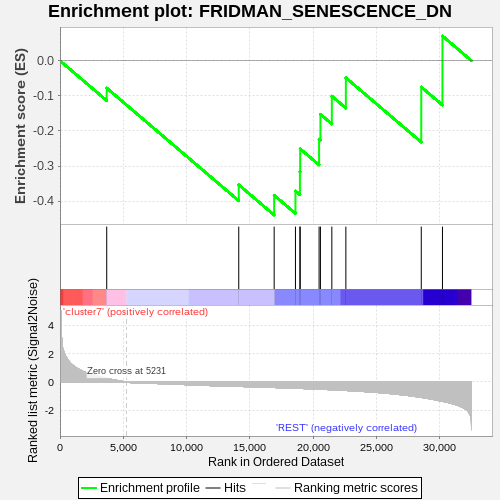 Enrichment plot: FRIDMAN_SENESCENCE_DN
Enrichment score (ES)
0.0
-0.1
-0.2
-0.3
-0.4
'cluster7' (positively correlated)
Ranked list metric (Signal2Noise)
4
2
0
-2
Zero cross at 5231
'REST' (negatively correlated)
0
5,000
10,000
15,000
20,000
25,000
30,000
Rank in Ordered Dataset
Enrichment profile
Hits
Ranking metric scores